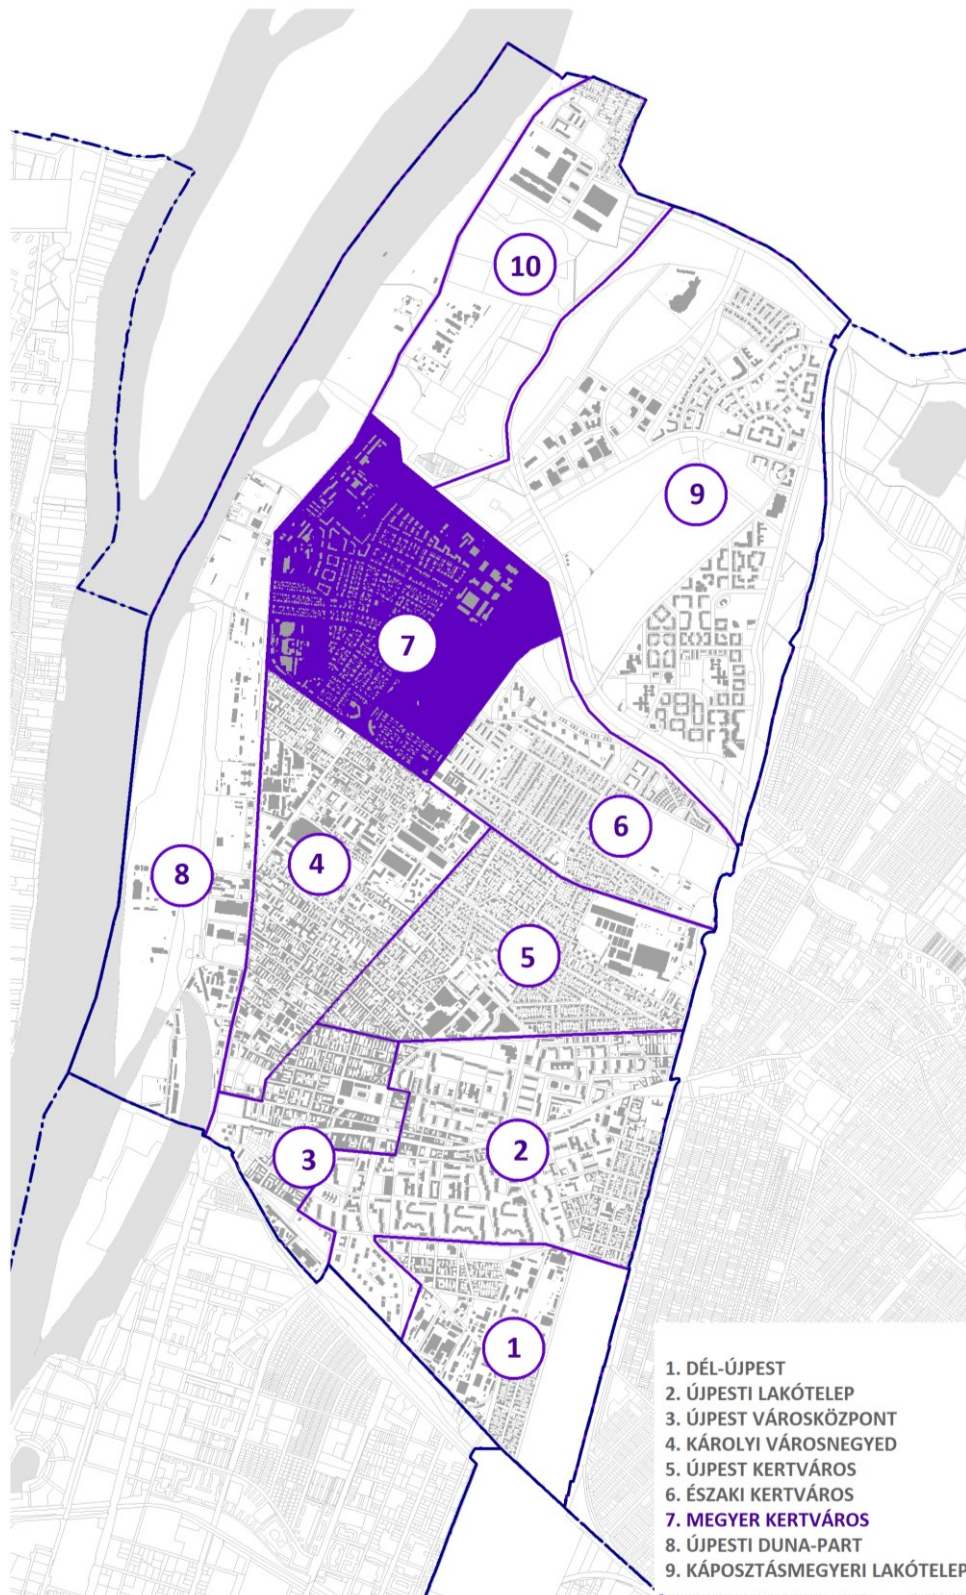 10
9
7
6
4
8
5
2
3
1
1. DÉL-ÚJPEST
2. ÚJPESTI LAKÓTELEP
3. ÚJPEST VÁROSKÖZPONT
4. KÁROLYI VÁROSNEGYED
5. ÚJPEST KERTVÁROS
6. ÉSZAKI KERTVÁROS
7. MEGYER KERTVÁROS
8. ÚJPESTI DUNA-PART
9. KÁPOSZTÁSMEGYERI LAKÓTELEP